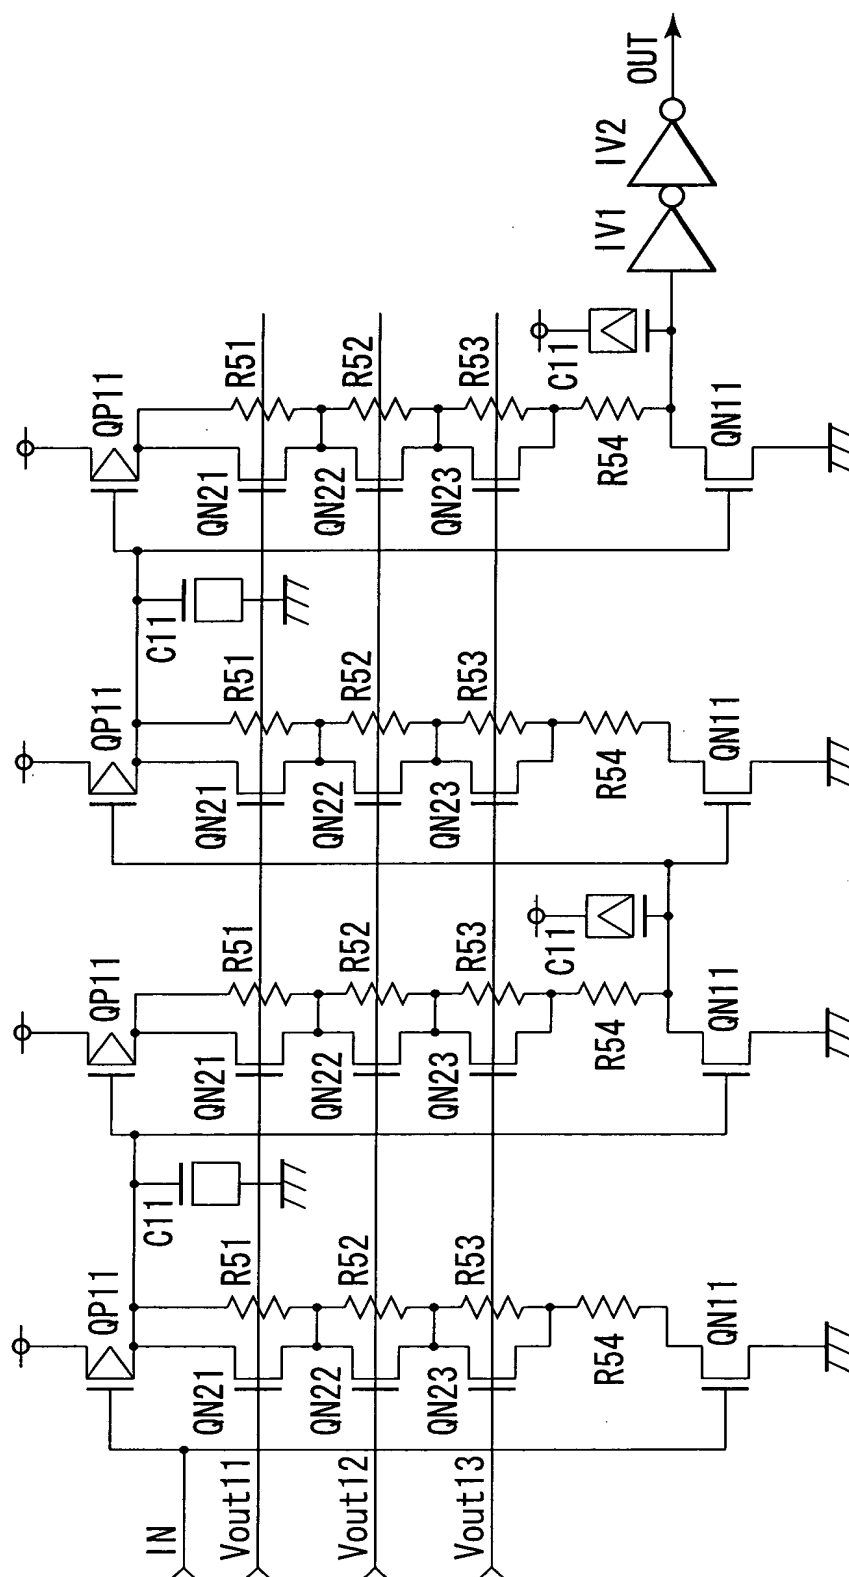 IN
Vout11
Vout12
Vout13
QP11
R51
R52
R53
QN21
QN22
QN23
R54
QN11
C11
QP11
R51
R52
R53
QN21
QN22
QN23
R54
QN11
C11
QP11
R51
R52
R53
QN21
QN22
QN23
R54
QN11
C11
QP11
R51
R52
R53
QN21
QN22
QN23
R54
QN11
C11
IV1
IV2
OUT